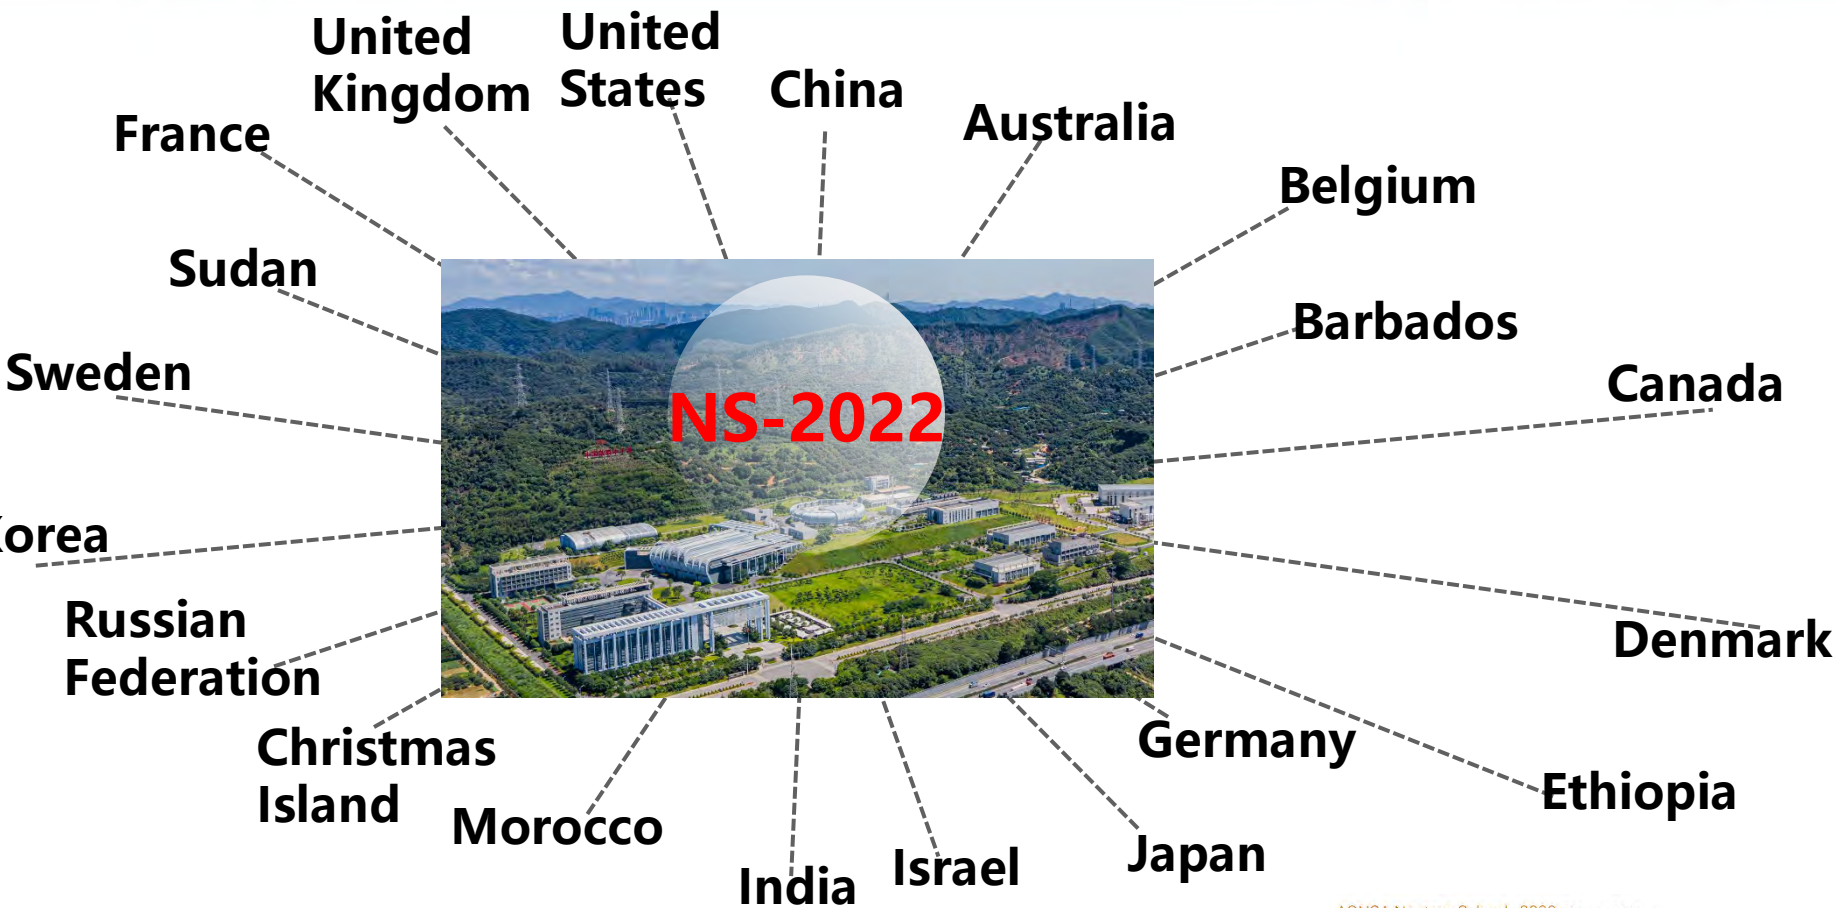 United
Kingdom
United
States
China
Australia
France
Belgium
Sudan
Barbados
Sweden
Canada
NS-2022
orea
Russian
Federation
Denmark
Christmas
Island
Germany
Ethiopia
Morocco
Japan
India
Israel